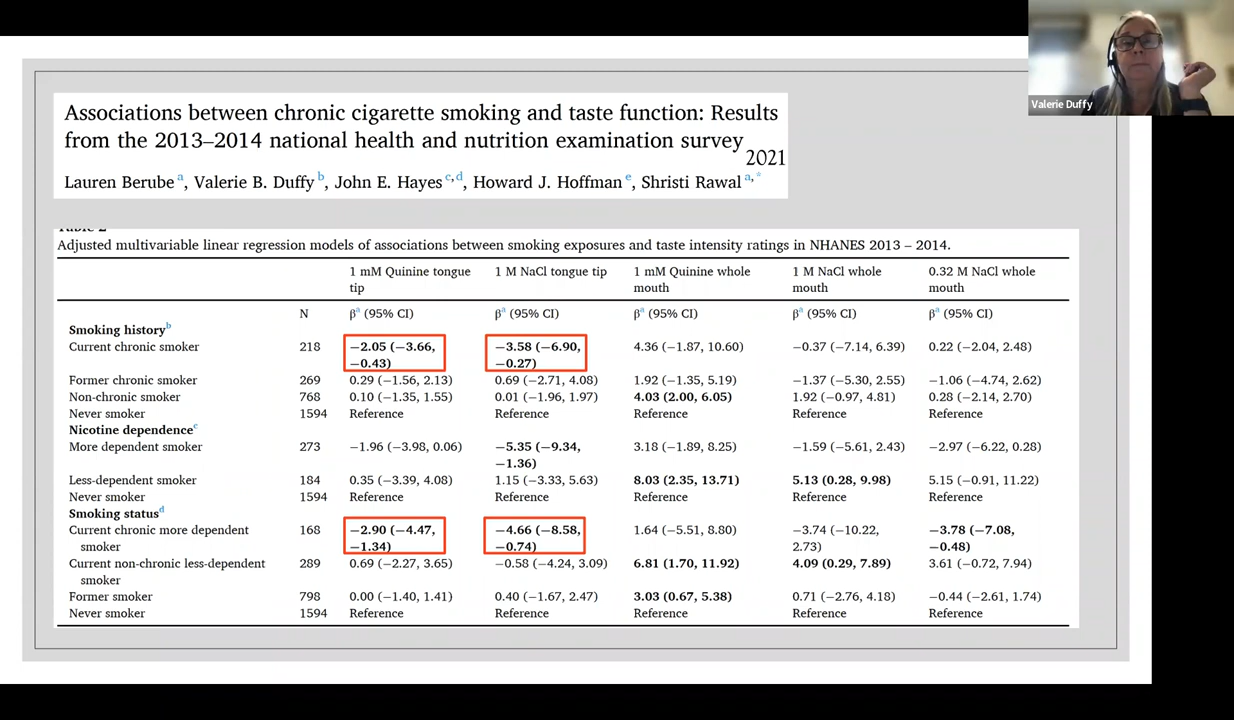 Valerie Duffy
Associations between chronic cigarette smoking and taste function: Results
from the 2013–2014 national health and nutrition examination survey
2021
Lauren Berube a, Valerie B. Duffy b, John E. Hayes c,d, Howard J. Hoffman e, Shristi Rawal a,*
Table 2
Adjusted multivariable linear regression models of associations between smoking exposures and taste intensity ratings in NHANES 2013 – 2014.
1 mM Quinine tongue 1 M NaCl tongue tip 1 mM Quinine whole 1 M NaCl whole 0.32 M NaCl whole
tip mouth mouth mouth
N βa (95% CI) βa (95% CI) βa (95% CI) βa (95% CI) βa (95% CI)
Smoking historyb
Current chronic smoker 218 −2.05 (−3.66, −3.58 (−6.90, 4.36 (−1.87, 10.60) −0.37 (−7.14, 6.39) 0.22 (−2.04, 2.48)
−0.43) −0.27)
Former chronic smoker 269 0.29 (−1.56, 2.13) 0.69 (−2.71, 4.08) 1.92 (−1.35, 5.19) −1.37 (−5.30, 2.55) −1.06 (−4.74, 2.62)
Non-chronic smoker 768 0.10 (−1.35, 1.55) 0.01 (−1.96, 1.97) 4.03 (2.00, 6.05) 1.92 (−0.97, 4.81) 0.28 (−2.14, 2.70)
Never smoker 1594 Reference Reference Reference Reference Reference
Nicotine dependencec
More dependent smoker 273 −1.96 (−3.98, 0.06) −5.35 (−9.34, 3.18 (−1.89, 8.25) −1.59 (−5.61, 2.43) −2.97 (−6.22, 0.28)
−1.36)
Less-dependent smoker 184 0.35 (−3.39, 4.08) 1.15 (−3.33, 5.63) 8.03 (2.35, 13.71) 5.13 (0.28, 9.98) 5.15 (−0.91, 11.22)
Never smoker 1594 Reference Reference Reference Reference Reference
Smoking statusd
Current chronic more dependent 168 −2.90 (−4.47, −4.66 (−8.58, 1.64 (−5.51, 8.80) −3.74 (−10.22, −3.78 (−7.08,
smoker −1.34) −0.74) 2.73) −0.48)
Current non-chronic less-dependent 289 0.69 (−2.27, 3.65) −0.58 (−4.24, 3.09) 6.81 (1.70, 11.92) 4.09 (0.29, 7.89) 3.61 (−0.72, 7.94)
smoker
Former smoker 798 0.00 (−1.40, 1.41) 0.40 (−1.67, 2.47) 3.03 (0.67, 5.38) 0.71 (−2.76, 4.18) −0.44 (−2.61, 1.74)
Never smoker 1594 Reference Reference Reference Reference Reference